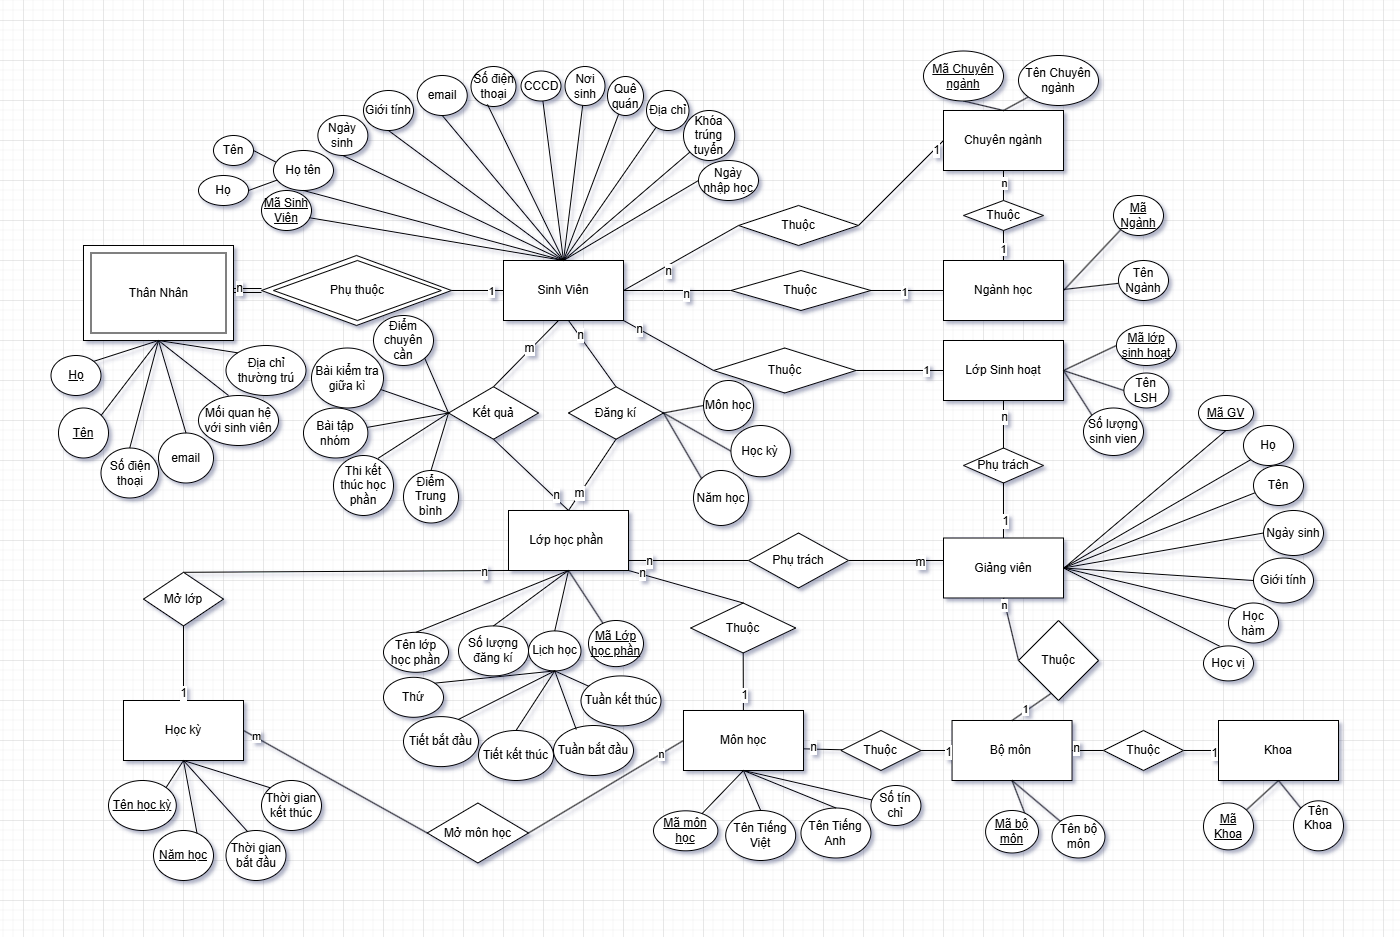 Mã Chuyên
ngành
Tên Chuyên
ngành
Chuyên ngành
1
n
Thuộc
1
Thuộc
n
Số điện
thoại
CCCD
Nơi
sinh
Quê
quán
Địa chỉ
Khóa
trúng
tuyển
Ngày
nhập học
email
Giới tính
Ngày
sinh
Tên
Họ
Họ tên
Mã Sinh
Viên
Thân Nhân
n
Phụ thuộc
1
Sinh Viên
n
Thuộc
1
Ngành học
Mã
Ngành
Tên
Ngành
n
Thuộc
1
Lớp Sinh hoạt
Mã lớp
sinh hoạt
Tên
LSH
Số lượng
sinh vien
Họ
Tên
Số điện
thoại
email
Mối quan hệ
với sinh viên
Địa chỉ
thường trú
Điểm
chuyên
cần
Bài kiểm tra
giữa kì
Bài tập
nhóm
Thi kết
thúc học
phần
Điểm
Trung
bình
m
Kết quả
n
n
Đăng kí
m
Môn học
Học kỳ
Năm học
n
Phụ trách
1
Mã GV
Họ
Tên
Ngày sinh
Giới tính
Học
hàm
Học vị
Lớp học phần
n
Phụ trách
m
Giảng viên
n
Thuộc
1
n
Mở lớp
1
n
Thuộc
1
Tên lớp
học phần
Số lượng
đăng kí
Lịch học
Mã Lớp
học phần
Thứ
Tiết bắt đầu
Tiết kết thúc
Tuần bắt đầu
Tuần kết thúc
Học kỳ
m
Mở môn học
n
Tên học kỳ
Năm học
Thời gian
bắt đầu
Thời gian
kết thúc
Môn học
n
Thuộc
1
Bộ môn
n
Thuộc
1
Khoa
Mã môn
học
Tên Tiếng
Việt
Tên Tiếng
Anh
Số tín
chỉ
Mã bộ
môn
Tên bộ
môn
Mã
Khoa
Tên
Khoa